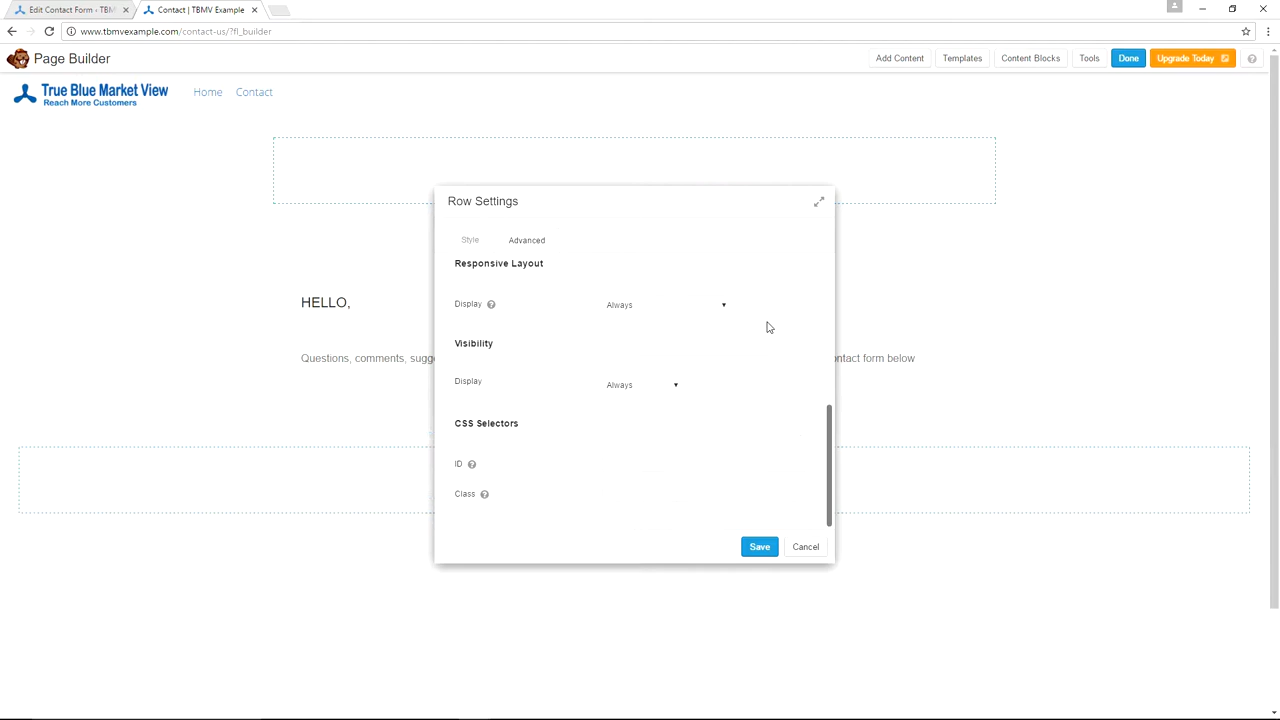 Edit Contact Form ‹ TBM
Contact | TBMV Example
www.tbmvexample.com/contact-us/?fl_builder
Page Builder
Add Content
Templates
Content Blocks
Tools
Done
Upgrade Today
True Blue Market View
Reach More Customers
Home
Contact
Row Settings
Style
Advanced
Responsive Layout
HELLO,
Display
Always
Visibility
Questions, comments, sugg
ntact form below
Display
Always
CSS Selectors
ID
Class
Save
Cancel